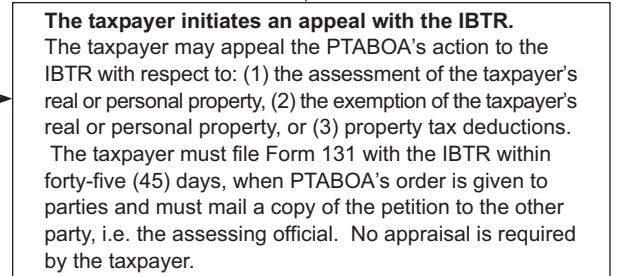 The taxpayer initiates an appeal with the IBTR.
The taxpayer may appeal the PTABOA's action to the
IBTR with respect to: (1) the assessment of the taxpayer's
real or personal property, (2) the exemption of the taxpayer's
real or personal property, or (3) property tax deductions.
The taxpayer must file Form 131 with the IBTR within
forty-five (45) days, when PTABOA's order is given to
parties and must mail a copy of the petition to the other
party, i.e. the assessing official.  No appraisal is required
by the taxpayer.